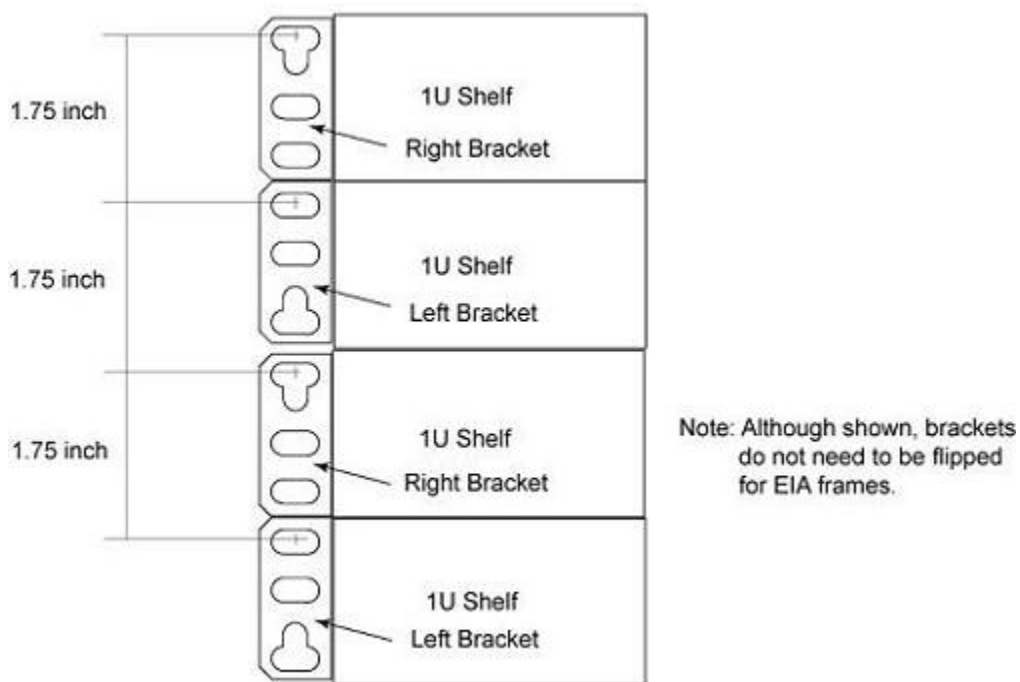 1U Shelf
1.75 inch
Right Bracket
1U Shelf
1.75 inch
Left Bracket
1U Shelf
1.75 inch
Right Bracket
Note: Although shown, brackets
do not need to be flipped
for EIA frames.
1U Shelf
Left Bracket